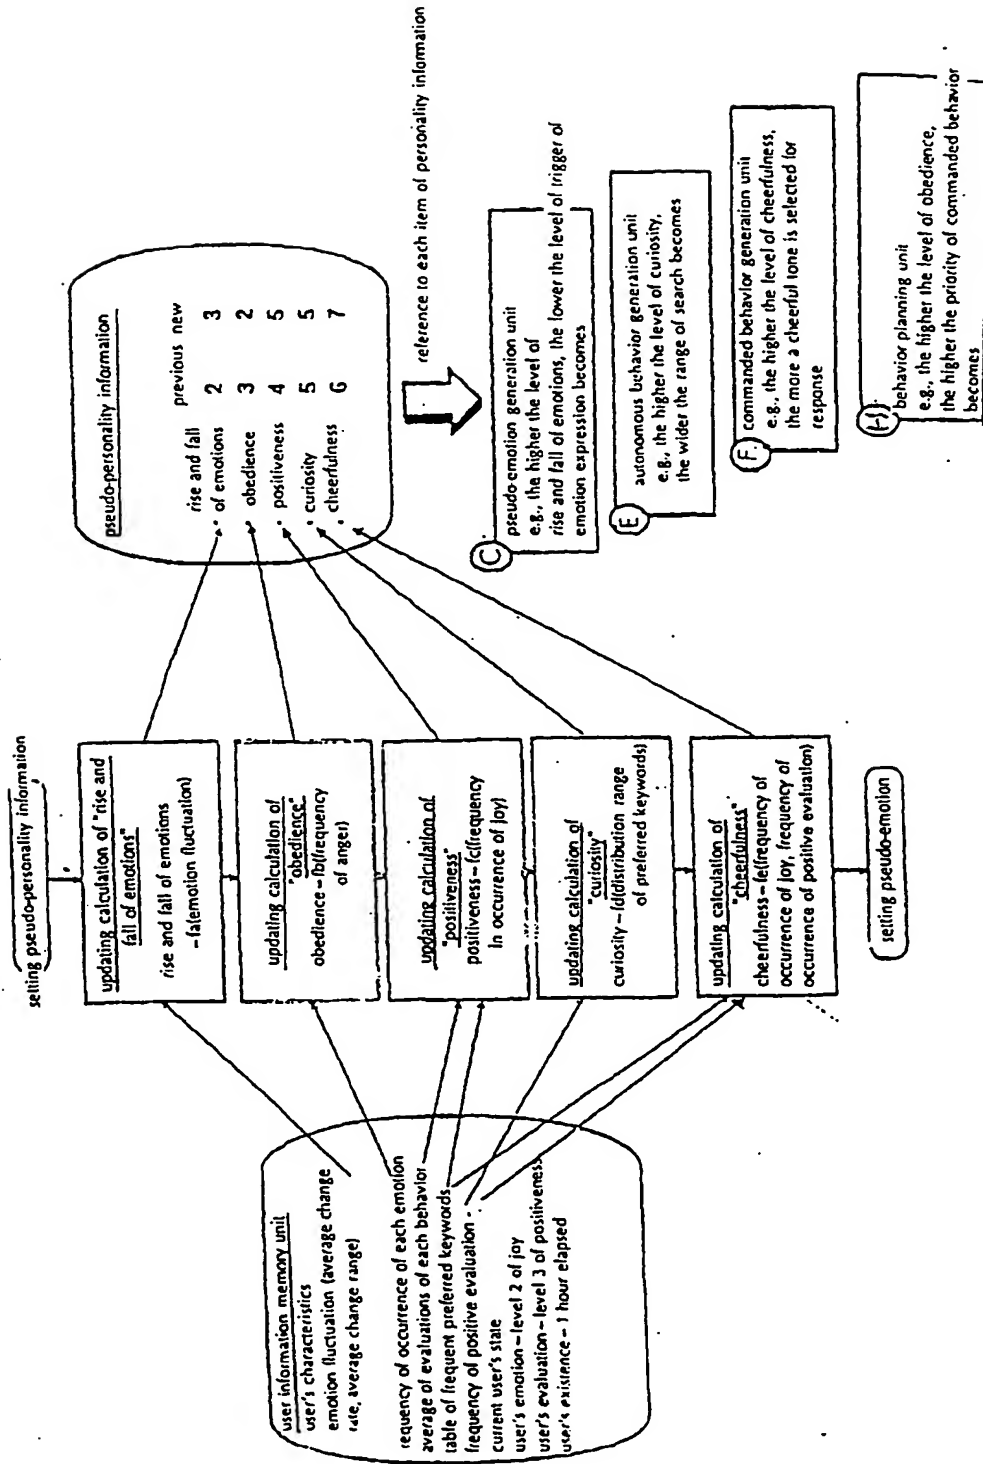 setting pseudo-personality information
user information memory unit
user's characteristics
emotion fluctuation (average change
rate, average change range)
requency of occurrence of each emotion
average of evaluations of each behavior
table of frequent preferred keywords
frequency of positive evaluation
current user's state
user's emotion – level 2 of joy
user's evaluation – level 3 of positiveness
user's existence – 1 hour elapsed
updating calculation of "rise and
fall of emotions"
rise and fall of emotions
–fa(emotion fluctuation)
updating calculation of
"obedience"
obedience – fb(frequency
of anger)
updating calculation of
"positiveness"
positiveness – fc(frequency
in occurrence of joy)
updating calculation of
"curiosity"
curiosity – fd(distribution range
of preferred keywords)
updating calculation of
"cheerfulness"
cheerfulness – fe(frequency of
occurrence of joy, frequency of
occurrence of positive evaluation)
setting pseudo-emotion
pseudo-personality information
previous new
rise and fall
• of emotions 2 3
• obedience 3 2
• positiveness 4 5
• curiosity 5 5
• cheerfulness 6 7
reference to each item of personality information
C
pseudo-emotion generation unit
e.g., the higher the level of
rise and fall of emotions, the lower the level of trigger of
emotion expression becomes
E
autonomous behavior generation unit
e.g., the higher the level of curiosity,
the wider the range of search becomes
F
commanded behavior generation unit
e.g., the higher the level of cheerfulness,
the more a cheerful tone is selected for
response
H
behavior planning unit
e.g., the higher the level of obedience,
the higher the priority of commanded behavior
becomes